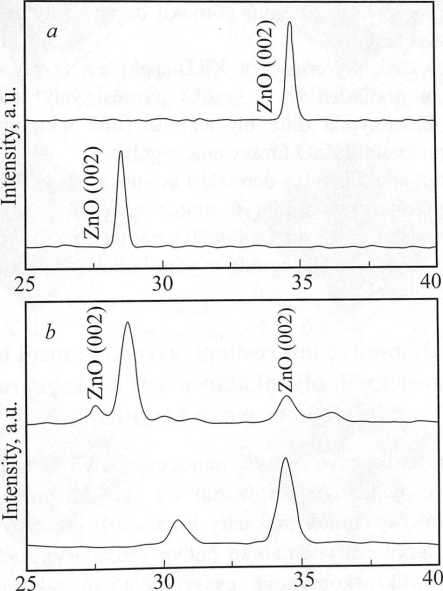 a
Intensity, a.u.
ZnO (002)
ZnO (002)
25 30 35 40
b
Intensity, a.u.
ZnO (002)
ZnO (002)
25 30 35 40